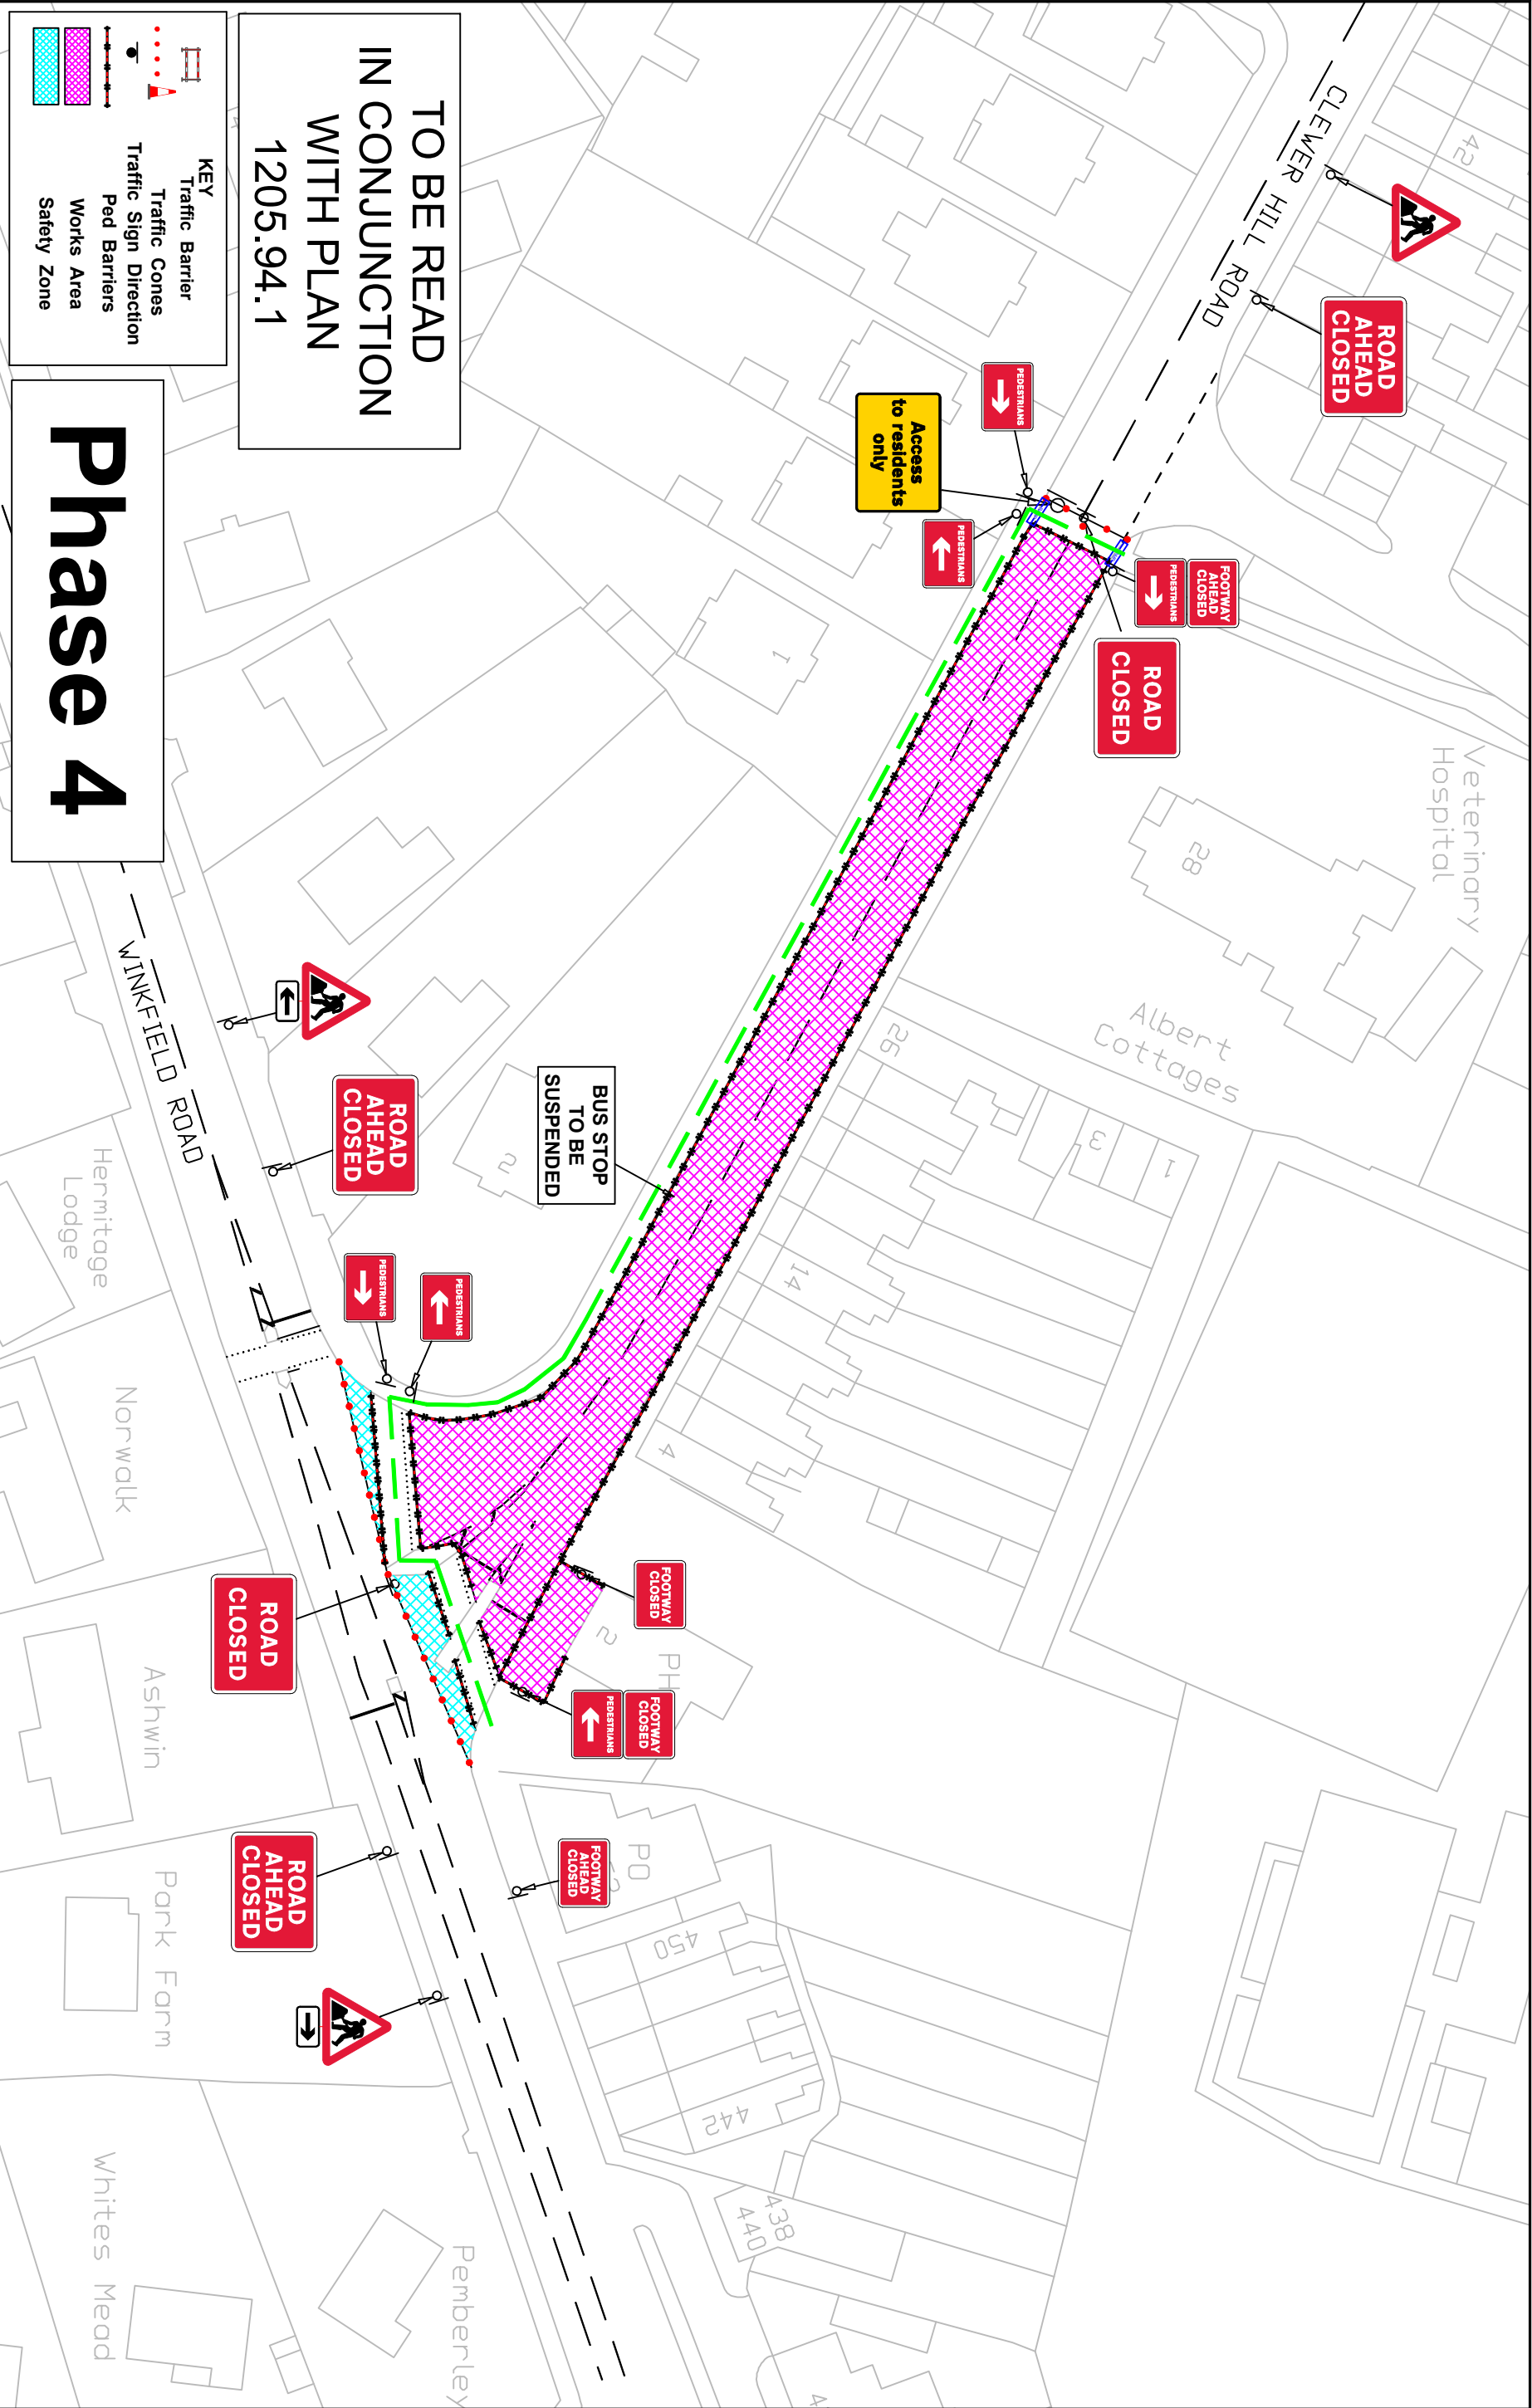 CLEWER HILL ROAD
42
ROAD
AHEAD
CLOSED
PEDESTRIANS
Access
to residents
only
PEDESTRIANS
FOOTWAY
AHEAD
CLOSED
PEDESTRIANS
ROAD
CLOSED
Veterinary
Hospital
28
1
Albert
Cottages
26
3
1
14
4
2
BUS STOP
TO BE
SUSPENDED
WINKFIELD ROAD
ROAD
AHEAD
CLOSED
Hermitage
Lodge
PEDESTRIANS
PEDESTRIANS
Norwalk
FOOTWAY
CLOSED
2
PH
FOOTWAY
CLOSED
PEDESTRIANS
ROAD
CLOSED
Ashwin
ROAD
AHEAD
CLOSED
FOOTWAY
AHEAD
CLOSED
PO
450
442
438
440
4
Park Farm
Whites Mead
Pemberley
TO BE READ
IN CONJUNCTION
WITH PLAN
1205.94.1
KEY
Traffic Barrier
Traffic Cones
Traffic Sign Direction
Ped Barriers
Works Area
Safety Zone
Phase 4